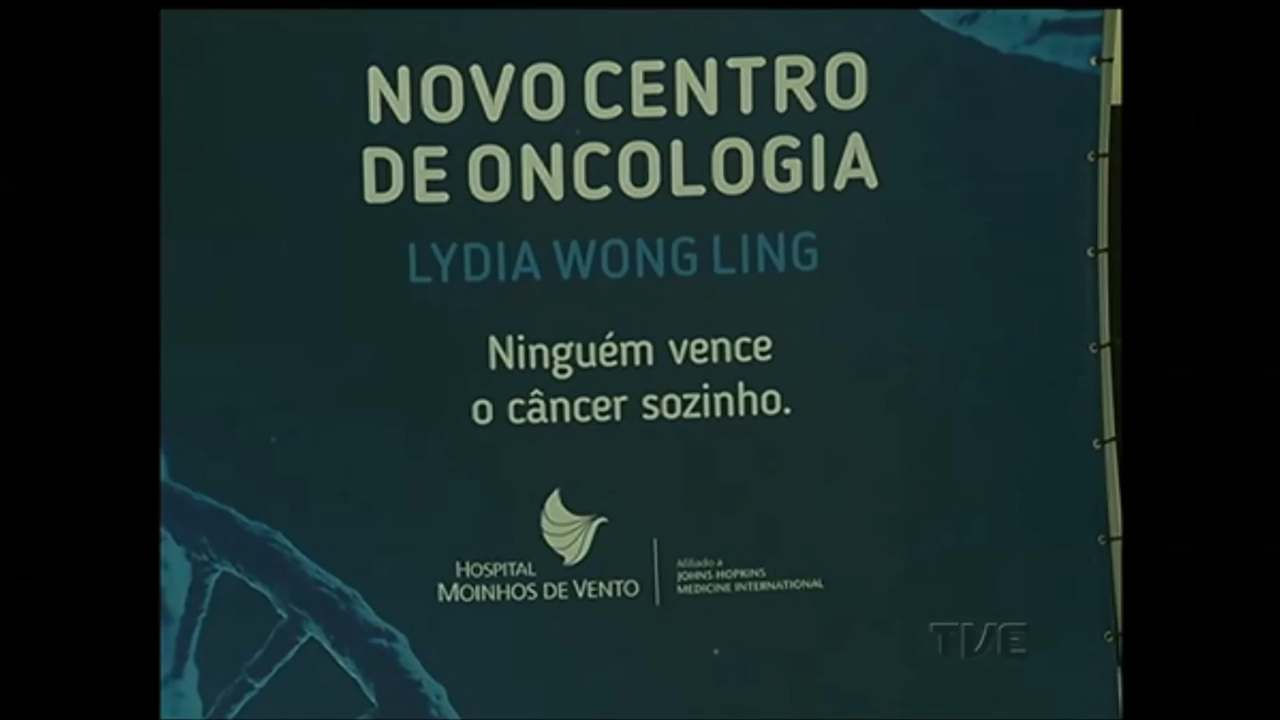 NOVO CENTRO
DE ONCOLOGIA
LYDIA WONG LING
Ninguém vence
o câncer sozinho.
HOSPITAL
MOINHOS DE VENTO
Afiliado a
JOHNS HOPKINS
MEDICINE INTERNATIONAL
TVE